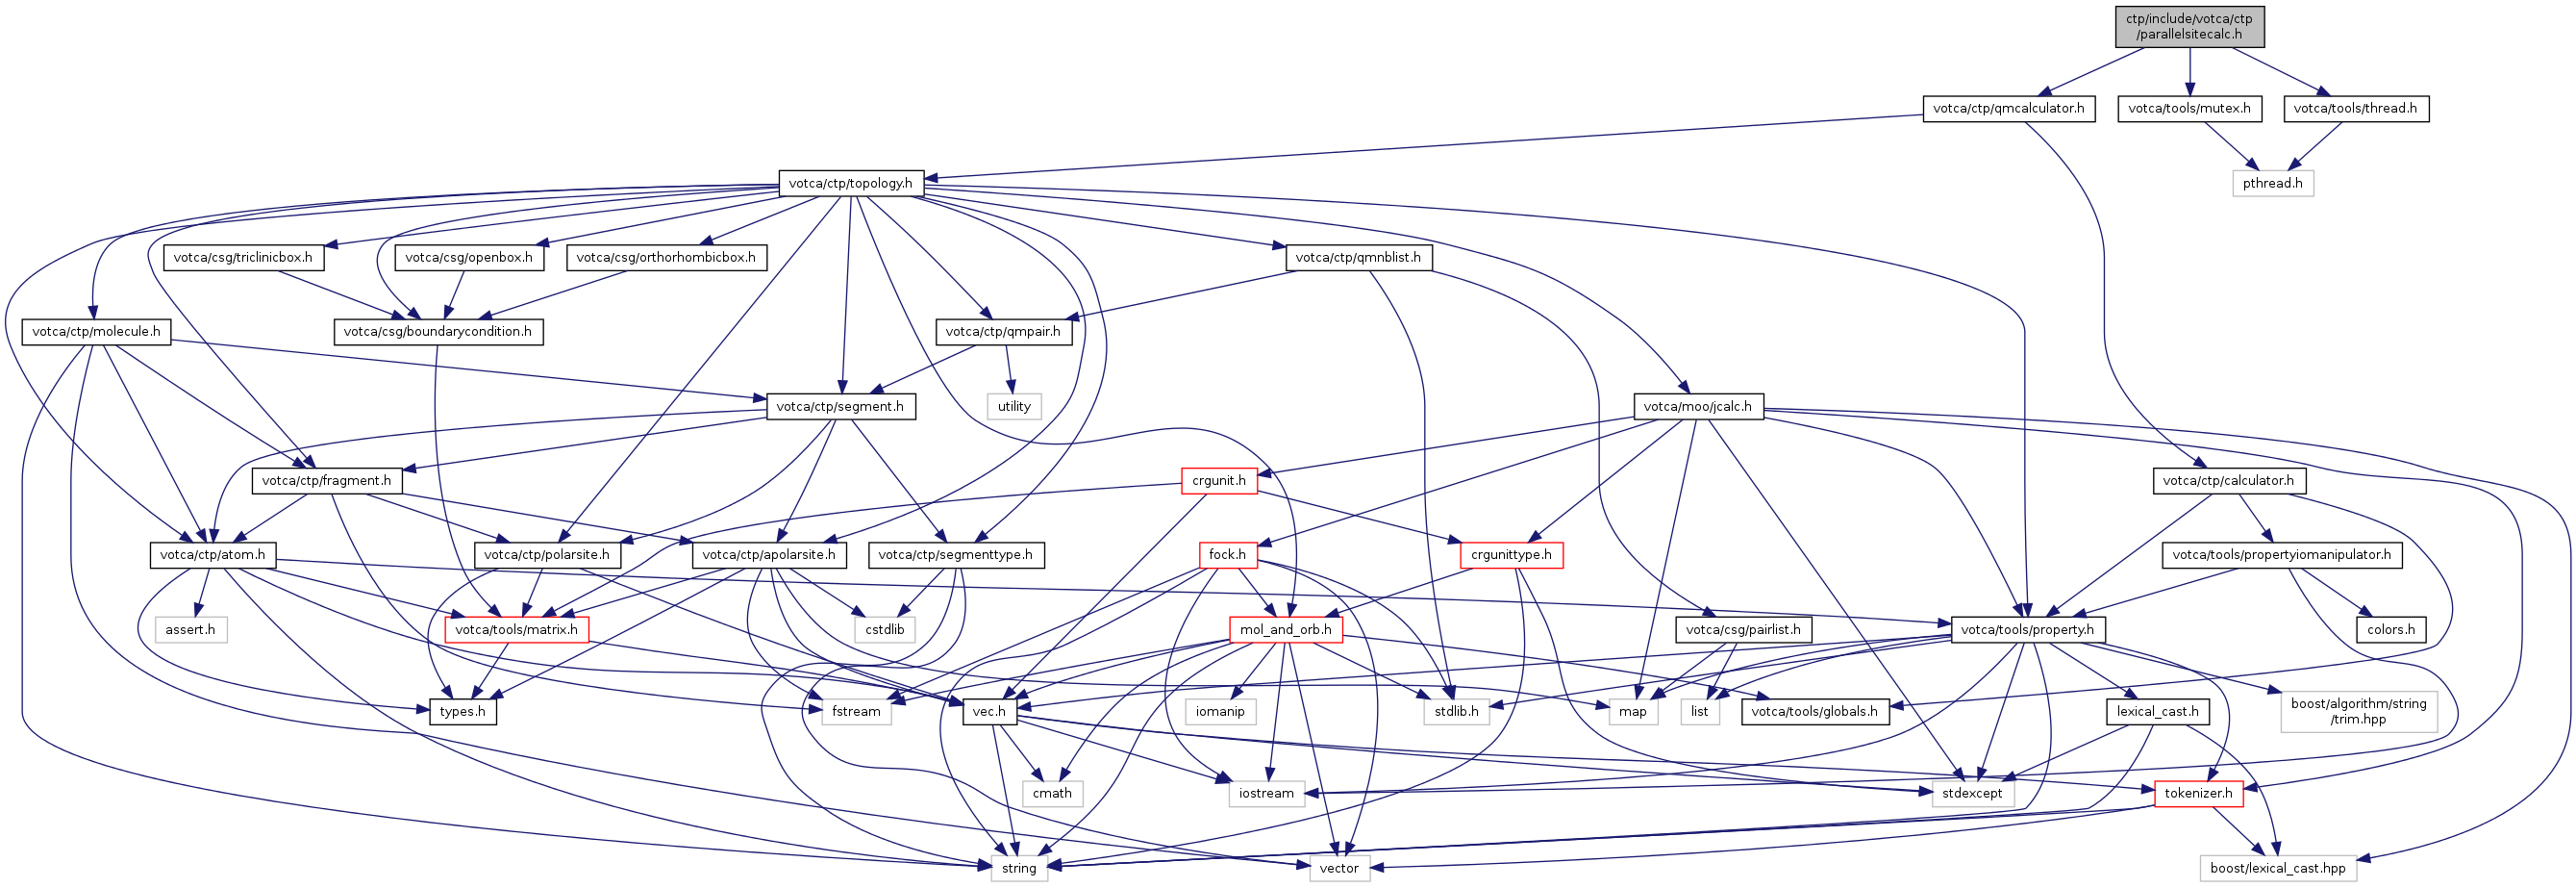 ctp/include/votca/ctp
/parallelsitecalc.h
votca/ctp/qmcalculator.h
votca/tools/mutex.h
votca/tools/thread.h
votca/ctp/topology.h
pthread.h
votca/csg/triclinicbox.h
votca/csg/openbox.h
votca/csg/orthorhombicbox.h
votca/ctp/qmnblist.h
votca/ctp/molecule.h
votca/csg/boundarycondition.h
votca/ctp/qmpair.h
votca/ctp/segment.h
utility
votca/moo/jcalc.h
votca/ctp/fragment.h
crgunit.h
votca/ctp/calculator.h
votca/ctp/atom.h
votca/ctp/polarsite.h
votca/ctp/apolarsite.h
votca/ctp/segmenttype.h
fock.h
crgunittype.h
votca/tools/propertyiomanipulator.h
assert.h
votca/tools/matrix.h
cstdlib
mol_and_orb.h
votca/csg/pairlist.h
votca/tools/property.h
colors.h
types.h
fstream
vec.h
iomanip
stdlib.h
map
list
votca/tools/globals.h
lexical_cast.h
boost/algorithm/string
/trim.hpp
cmath
iostream
stdexcept
tokenizer.h
string
vector
boost/lexical_cast.hpp